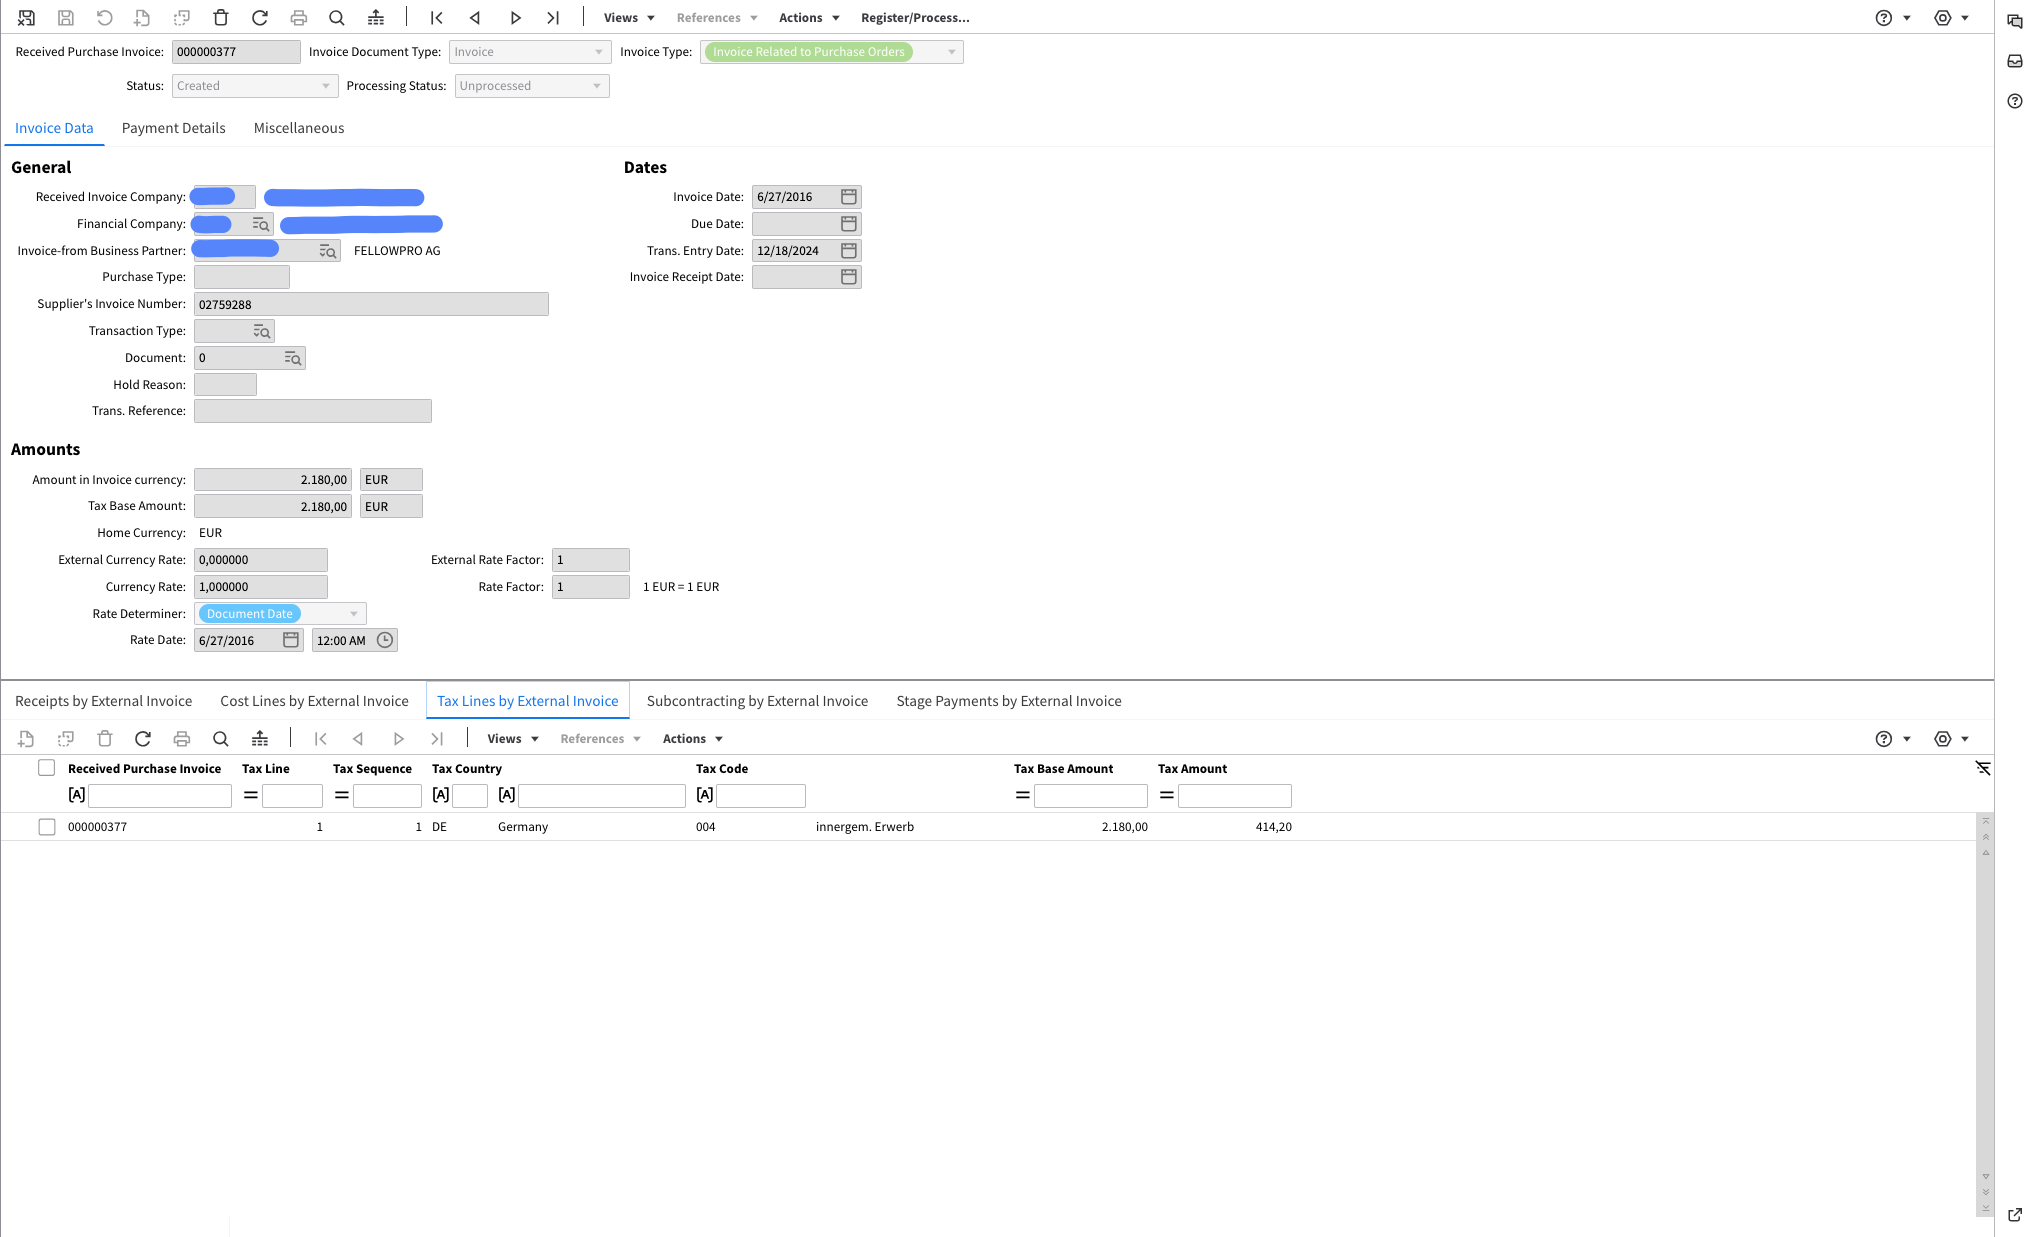 Views References Actions Register/Process...
Received Purchase Invoice: 000000377 Invoice Document Type: Invoice Invoice Type: Invoice Related to Purchase Orders
Status: Created Processing Status: Unprocessed
Invoice Data Payment Details Miscellaneous
General
Received Invoice Company:
Financial Company:
Invoice-from Business Partner: FELLOWPRO AG
Purchase Type:
Supplier's Invoice Number: 02759288
Transaction Type:
Document: 0
Hold Reason:
Trans. Reference:
Dates
Invoice Date: 6/27/2016
Due Date:
Trans. Entry Date: 12/18/2024
Invoice Receipt Date:
Amounts
Amount in Invoice currency: 2.180,00 EUR
Tax Base Amount: 2.180,00 EUR
Home Currency: EUR
External Currency Rate: 0,000000 External Rate Factor: 1
Currency Rate: 1,000000 Rate Factor: 1 1 EUR = 1 EUR
Rate Determiner: Document Date
Rate Date: 6/27/2016 12:00 AM
Receipts by External Invoice Cost Lines by External Invoice Tax Lines by External Invoice Subcontracting by External Invoice Stage Payments by External Invoice
Views References Actions
Received Purchase Invoice Tax Line Tax Sequence Tax Country Tax Code Tax Base Amount Tax Amount
[A] = = [A] [A] [A] = =
000000377 1 1 DE Germany 004 innergem. Erwerb 2.180,00 414,20